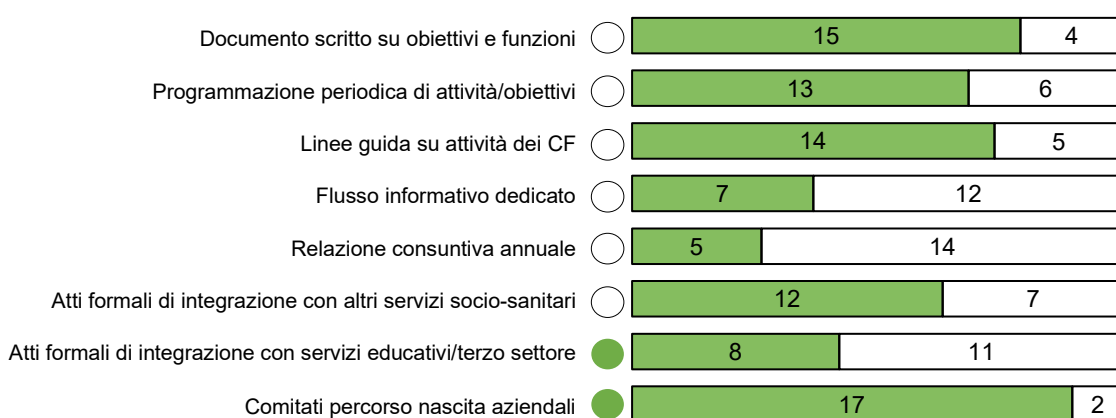 Documento scritto su obiettivi e funzioni 15 4
Programmazione periodica di attività/obiettivi 13 6
Linee guida su attività dei CF 14 5
Flusso informativo dedicato 7 12
Relazione consuntiva annuale 5 14
Atti formali di integrazione con altri servizi socio-sanitari 12 7
Atti formali di integrazione con servizi educativi/terzo settore 8 11
Comitati percorso nascita aziendali 17 2